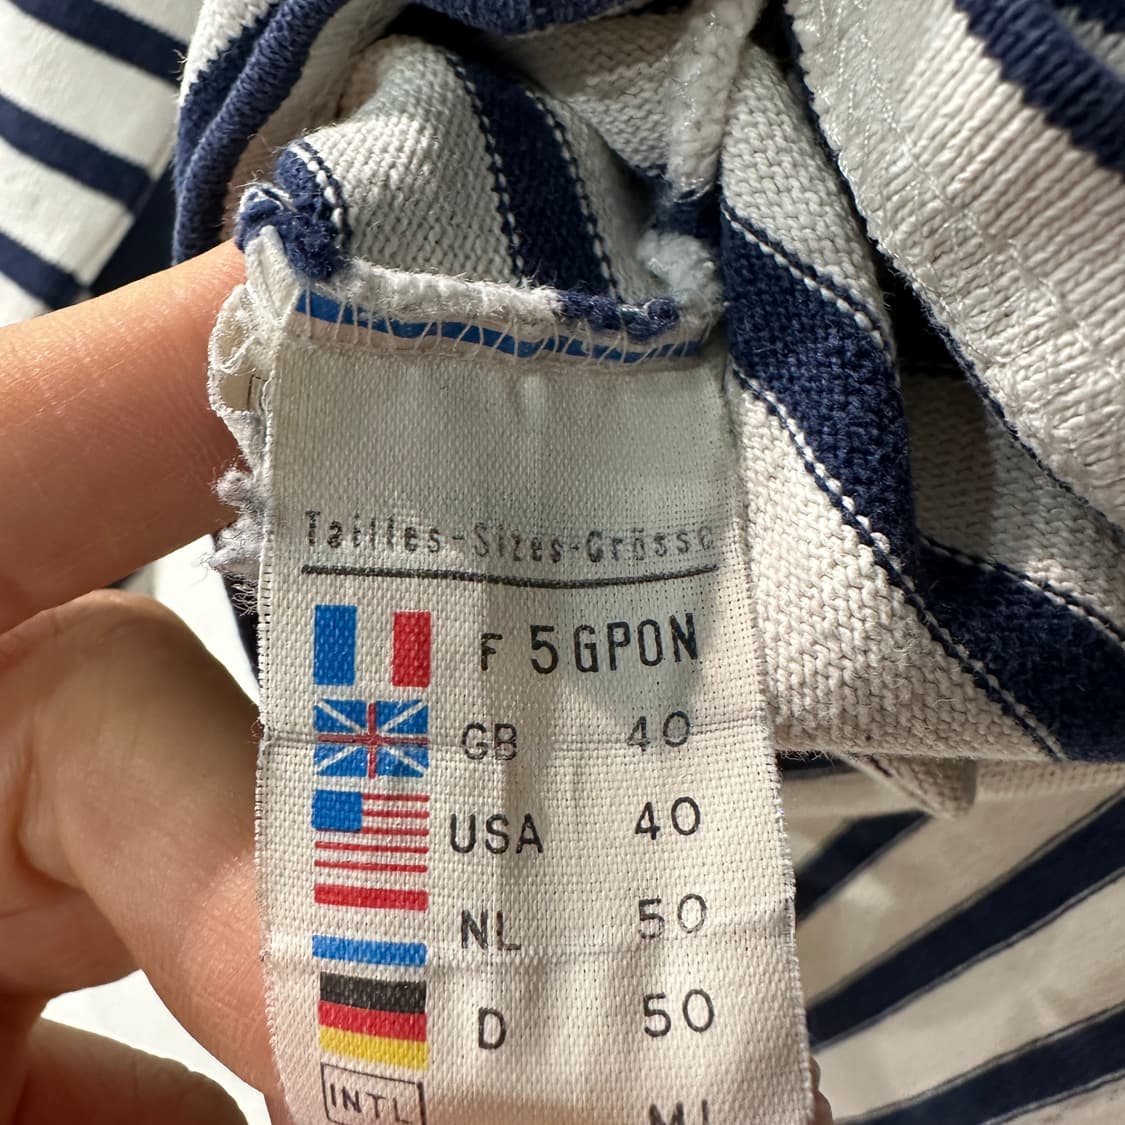 Tailles-Sizes-Grösse
F 5GPON
GB 40
USA 40
NL 50
D 50
INTL